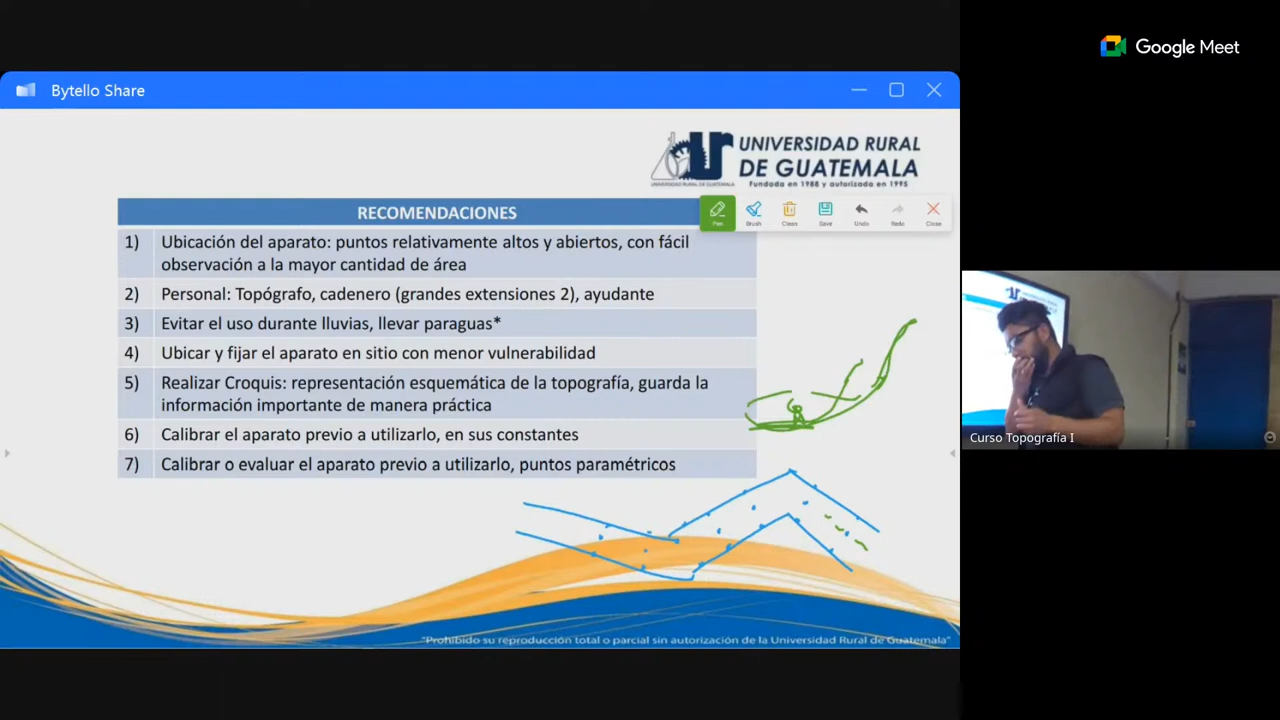 Google Meet
Bytello Share
UNIVERSIDAD RURAL
DE GUATEMALA
Fundada en 1988 y autorizada en 1995
UNIVERSIDAD RURAL DE GUATEMALA
Pen Brush Clean Save Undo Redo Close
RECOMENDACIONES
1) Ubicación del aparato: puntos relativamente altos y abiertos, con fácil
observación a la mayor cantidad de área
2) Personal: Topógrafo, cadenero (grandes extensiones 2), ayudante
3) Evitar el uso durante lluvias, llevar paraguas*
4) Ubicar y fijar el aparato en sitio con menor vulnerabilidad
5) Realizar Croquis: representación esquemática de la topografía, guarda la
información importante de manera práctica
6) Calibrar el aparato previo a utilizarlo, en sus constantes
7) Calibrar o evaluar el aparato previo a utilizarlo, puntos paramétricos
Curso Topografía I
"Prohibido su reproducción total o parcial sin autorización de la Universidad Rural de Guatemala"